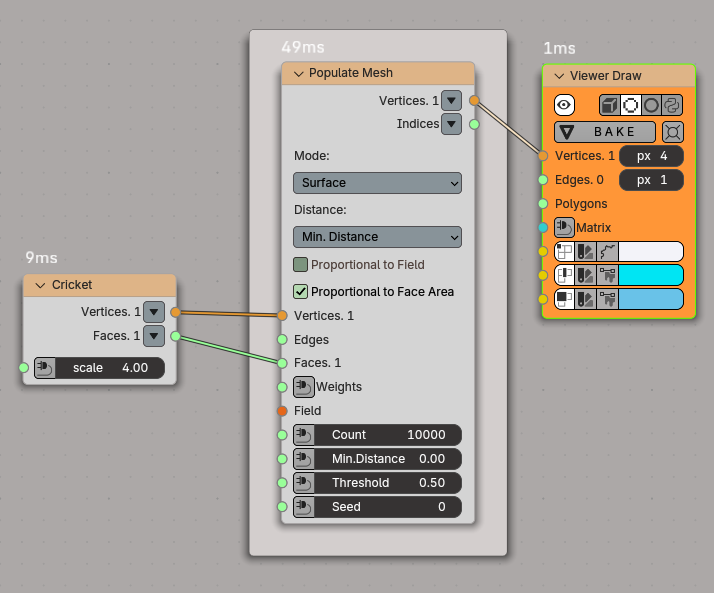 49ms
Populate Mesh
Vertices. 1
Indices
Mode:
Surface
Distance:
Min. Distance
Proportional to Field
Proportional to Face Area
Vertices. 1
Edges
Faces. 1
Weights
Field
Count 10000
Min.Distance 0.00
Threshold 0.50
Seed 0
9ms
Cricket
Vertices. 1
Faces. 1
scale 4.00
1ms
Viewer Draw
BAKE
Vertices. 1 px 4
Edges. 0 px 1
Polygons
Matrix